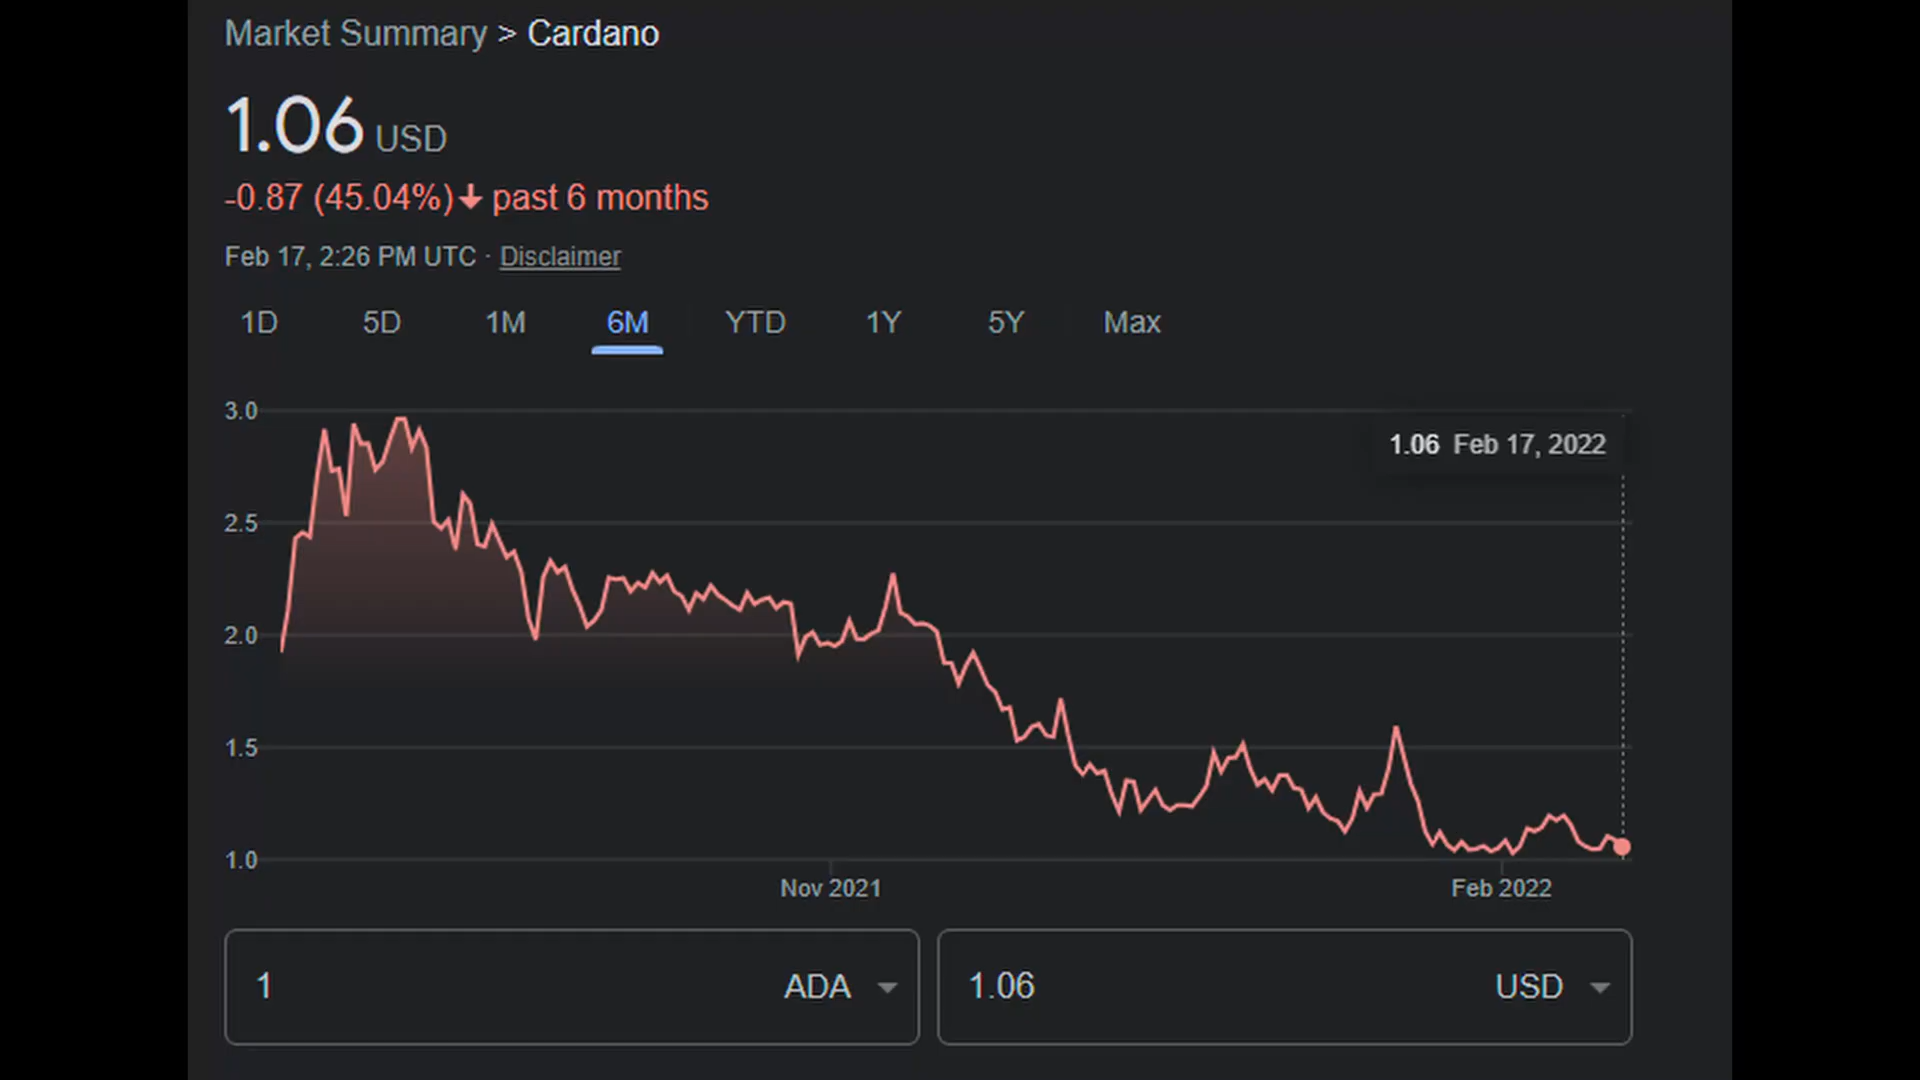 Market Summary > Cardano
1.06 USD
-0.87 (45.04%)↓ past 6 months
Feb 17, 2:26 PM UTC · Disclaimer
1D 5D 1M 6M YTD 1Y 5Y Max
3.0
1.06 Feb 17, 2022
2.5
2.0
1.5
1.0
Nov 2021 Feb 2022
1 ADA 1.06 USD